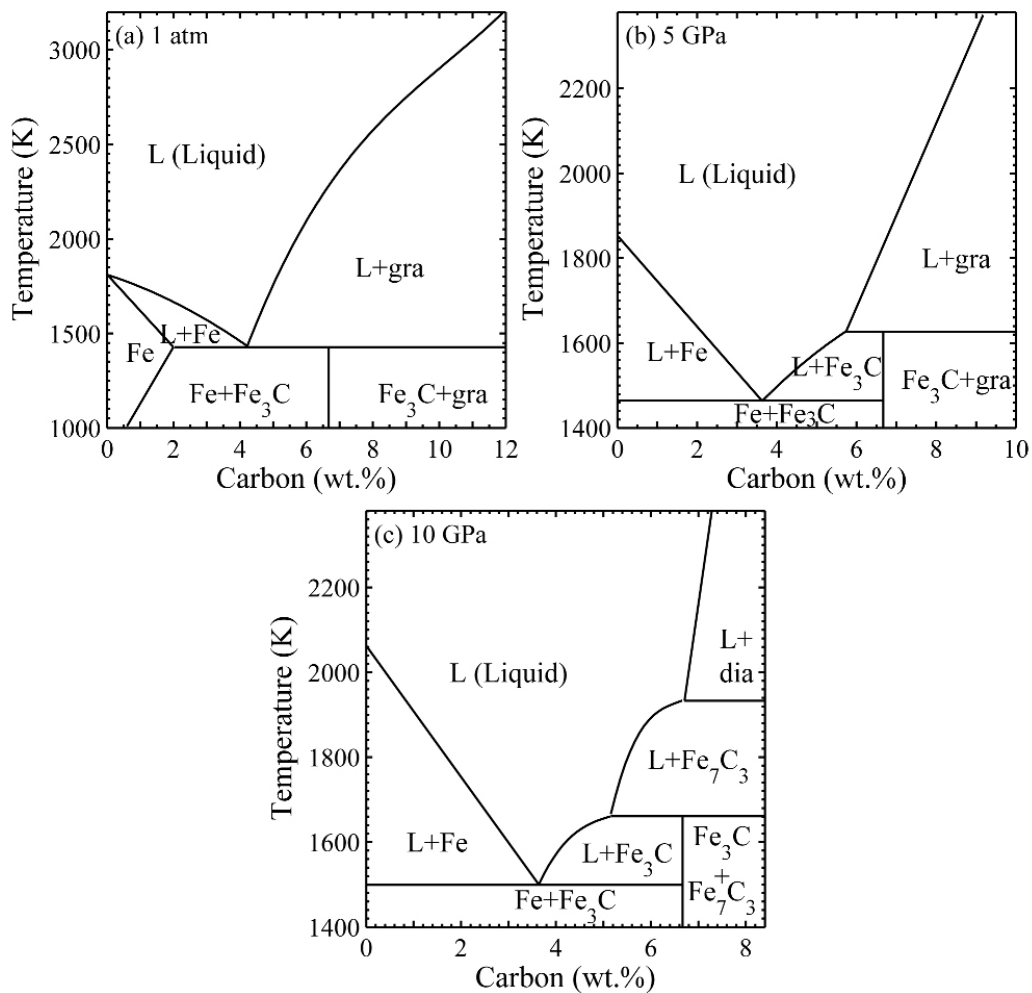 (a) 1 atm
3000
2500
2000
1500
1000
Temperature (K)
L (Liquid)
L+gra
L+Fe
Fe
Fe+Fe₃C
Fe₃C+gra
0 2 4 6 8 10 12
Carbon (wt.%)
(b) 5 GPa
2200
2000
1800
1600
1400
Temperature (K)
L (Liquid)
L+gra
L+Fe
L+Fe₃C
Fe₃C+gra
Fe+Fe₃C
0 2 4 6 8 10
Carbon (wt.%)
(c) 10 GPa
2200
2000
1800
1600
1400
Temperature (K)
L (Liquid)
L+
dia
L+Fe₇C₃
L+Fe
L+Fe₃C
Fe₃C
+
Fe₇C₃
Fe+Fe₃C
0 2 4 6 8
Carbon (wt.%)